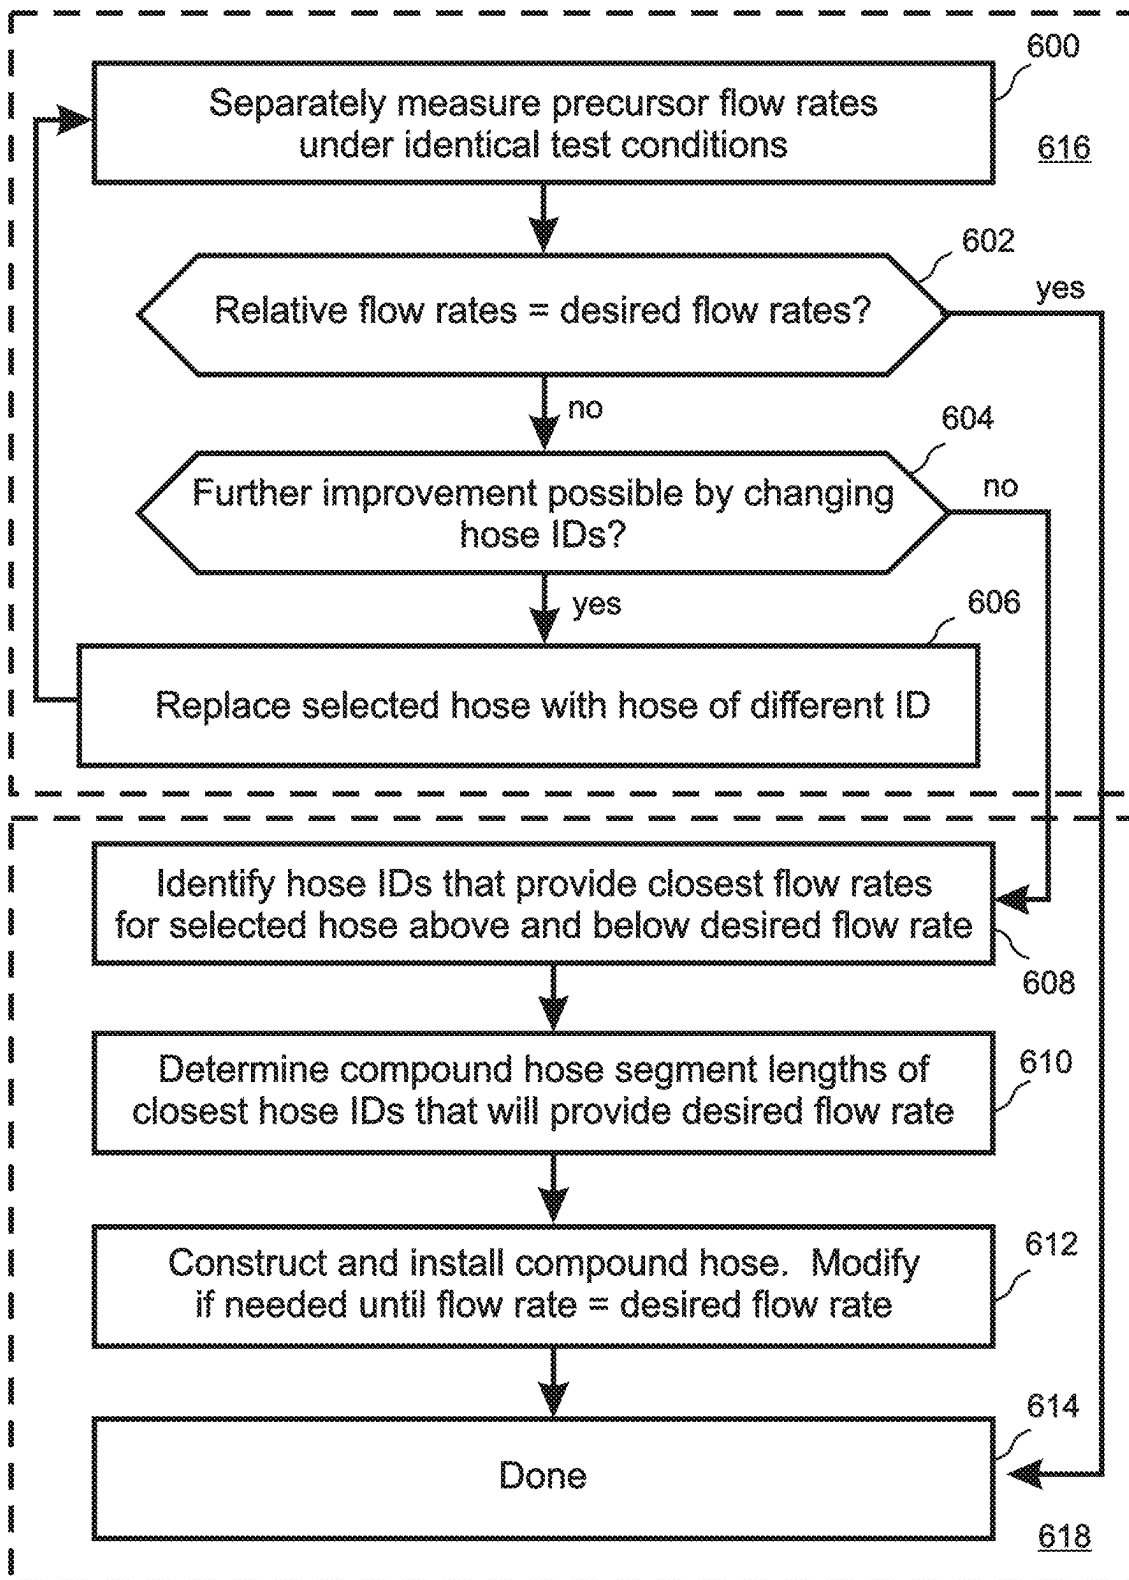 600
Separately measure precursor flow rates
under identical test conditions
616
602
Relative flow rates = desired flow rates?
yes
no
604
Further improvement possible by changing
hose IDs?
no
yes
606
Replace selected hose with hose of different ID
Identify hose IDs that provide closest flow rates
for selected hose above and below desired flow rate
608
Determine compound hose segment lengths of
closest hose IDs that will provide desired flow rate
610
Construct and install compound hose.  Modify
if needed until flow rate = desired flow rate
612
614
Done
618